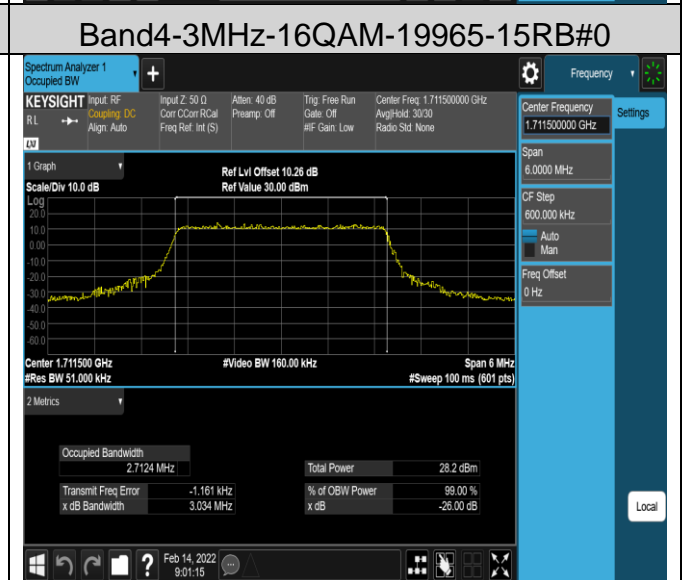 Band4-3MHz-16QAM-19965-15RB#0
Spectrum Analyzer 1
Occupied BW
+
Frequency
KEYSIGHT
RL
Input: RF
Coupling: DC
Align: Auto
Input Z: 50 Ω
Corr CCorr RCal
Freq Ref: Int (S)
Atten: 40 dB
Preamp: Off
Trig: Free Run
Gate: Off
#IF Gain: Low
Center Freq: 1.711500000 GHz
Avg|Hold: 30/30
Radio Std: None
LXI
Center Frequency
1.711500000 GHz
Settings
Span
6.0000 MHz
CF Step
600.000 kHz
Auto
Man
Freq Offset
0 Hz
Local
1 Graph
Scale/Div 10.0 dB
Ref Lvl Offset 10.26 dB
Ref Value 30.00 dBm
Log
20.0
10.0
0.00
-10.0
-20.0
-30.0
-40.0
-50.0
-60.0
Center 1.711500 GHz
#Video BW 160.00 kHz
Span 6 MHz
#Res BW 51.000 kHz
#Sweep 100 ms (601 pts)
2 Metrics
Occupied Bandwidth
2.7124 MHz
Total Power 28.2 dBm
Transmit Freq Error -1.161 kHz
% of OBW Power 99.00 %
x dB Bandwidth 3.034 MHz
x dB -26.00 dB
?
Feb 14, 2022
9:01:15